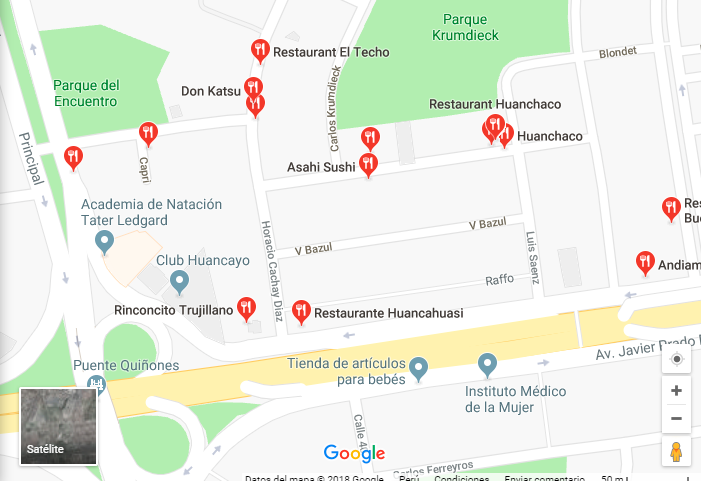 Parque
Krumdieck
Restaurant El Techo
Blondet
Parque del
Encuentro
Don Katsu
Carlos Krumdieck
Restaurant Huanchaco
Huanchaco
Principal
Capri
Asahi Sushi
Academia de Natación
Tater Ledgard
Horacio Cachay Diaz
V Bazul
V Bazul
Luis Saenz
Club Huancayo
Andiam
Raffo
Rinconcito Trujillano
Restaurante Huancahuasi
Puente Quiñones
Tienda de artículos
para bebés
Av. Javier Prado
Instituto Médico
de la Mujer
Satélite
Google
Carlos Ferreyros
Datos del mapa © 2018 Google
Perú
Condiciones
Enviar comentario
50 m